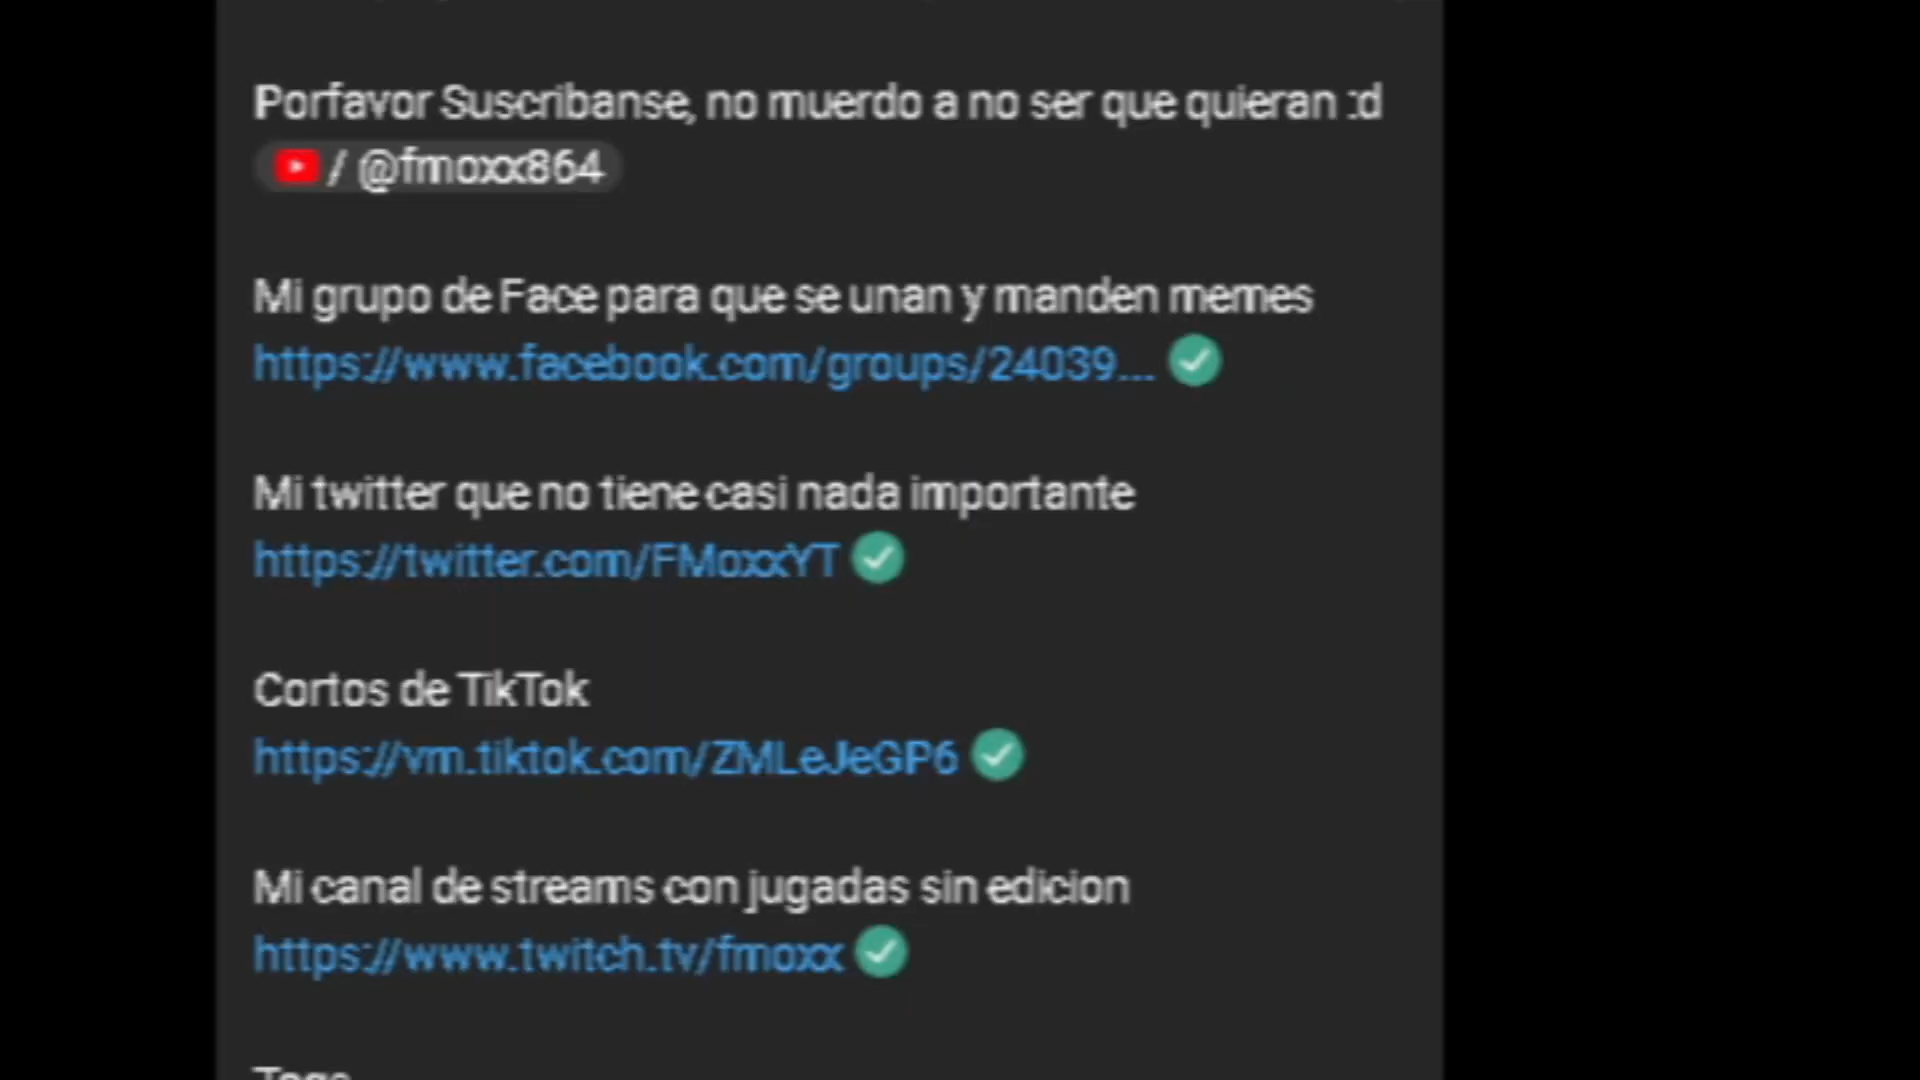 Porfavor Suscribanse, no muerdo a no ser que quieran :d
/ @fmoxx864
Mi grupo de Face para que se unan y manden memes
https://www.facebook.com/groups/24039...
Mi twitter que no tiene casi nada importante
https://twitter.com/FMoxxYT
Cortos de TikTok
https://vm.tiktok.com/ZMLeJeGP6
Mi canal de streams con jugadas sin edicion
https://www.twitch.tv/fmoxx
Tags